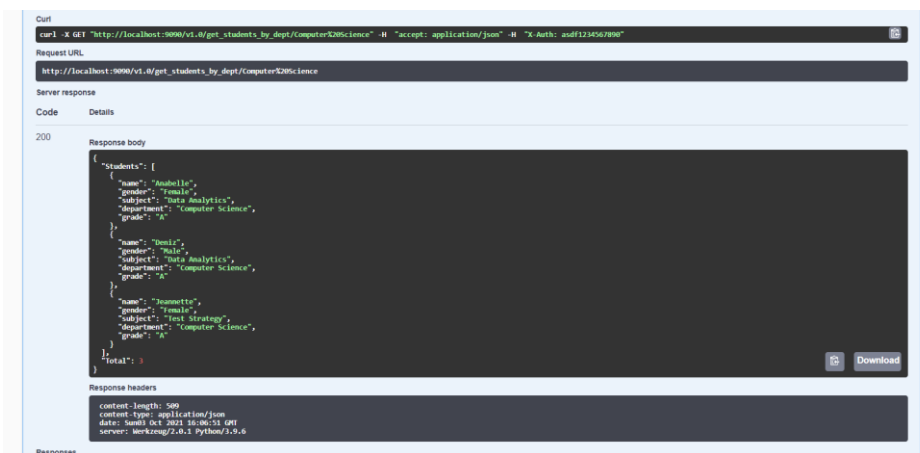 Curl
curl -X GET "http://localhost:9090/v1.0/get_students_by_dept/Computer%20Science" -H "accept: application/json" -H "X-Auth: asdf1234567890"
Request URL
http://localhost:9090/v1.0/get_students_by_dept/Computer%20Science
Server response
Code Details
200
Response body
{
"Students": [
{
"name": "Anabelle",
"gender": "Female",
"subject": "Data Analytics",
"department": "Computer Science",
"grade": "A"
},
{
"name": "Deniz",
"gender": "Male",
"subject": "Data Analytics",
"department": "Computer Science",
"grade": "A"
},
{
"name": "Jeannette",
"gender": "Female",
"subject": "Test Strategy",
"department": "Computer Science",
"grade": "A"
}
],
"Total": 3
}
Download
Response headers
content-length: 509
content-type: application/json
date: Sun03 Oct 2021 16:06:51 GMT
server: Werkzeug/2.0.1 Python/3.9.6
Responses